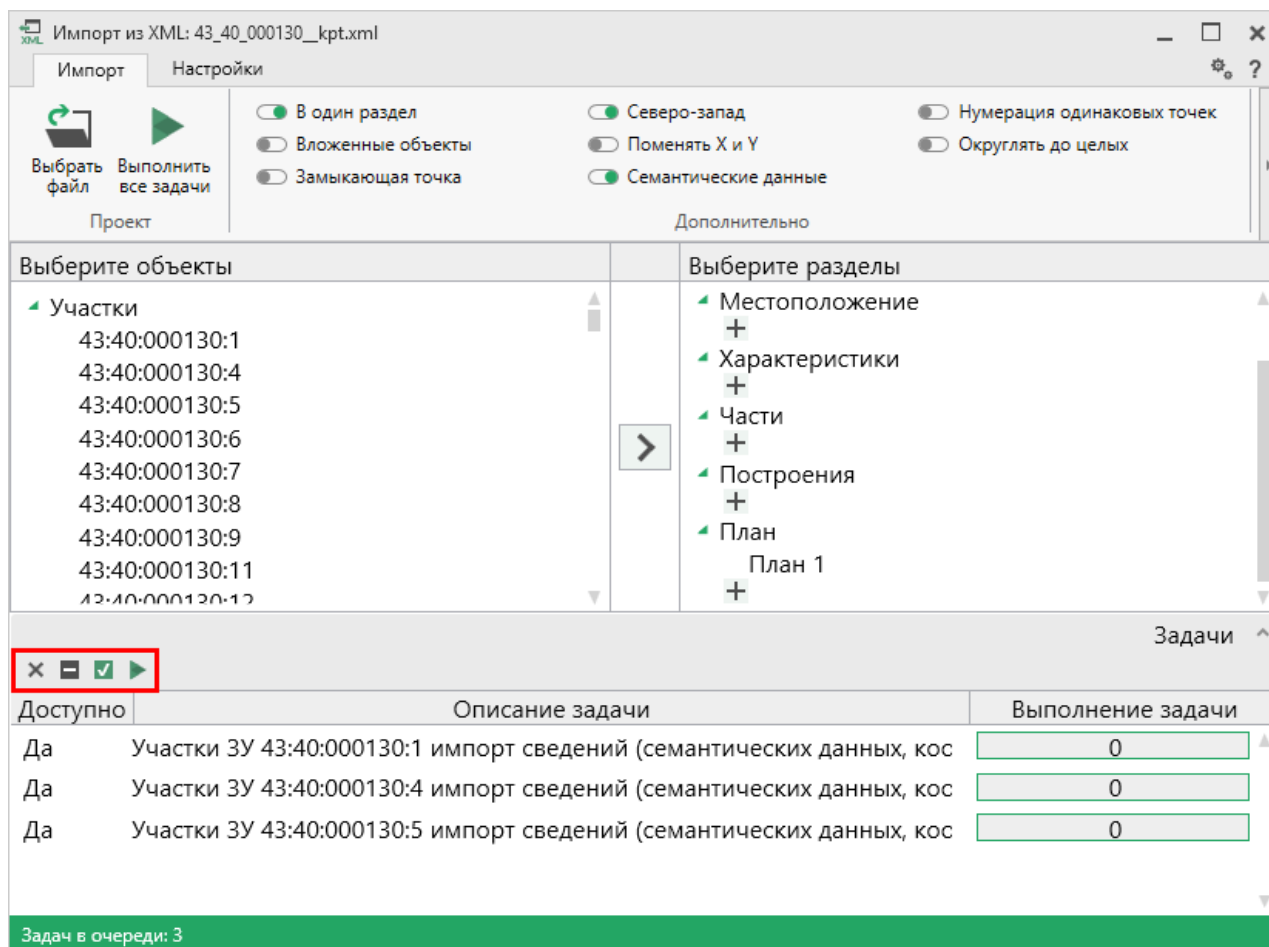 XML Импорт из XML: 43_40_000130__kpt.xml
Импорт Настройки ?
В один раздел Северо-запад Нумерация одинаковых точек
Вложенные объекты Поменять X и Y Округлять до целых
Выбрать Выполнить
файл все задачи
Замыкающая точка Семантические данные
Проект Дополнительно
Выберите объекты Выберите разделы
Участки
43:40:000130:1
43:40:000130:4
43:40:000130:5
43:40:000130:6
43:40:000130:7
43:40:000130:8
43:40:000130:9
43:40:000130:11
43:40:000130:12
Местоположение
Характеристики
Части
Построения
План
План 1
Задачи
Доступно Описание задачи Выполнение задачи
Да Участки ЗУ 43:40:000130:1 импорт сведений (семантических данных, кос 0
Да Участки ЗУ 43:40:000130:4 импорт сведений (семантических данных, кос 0
Да Участки ЗУ 43:40:000130:5 импорт сведений (семантических данных, кос 0
Задач в очереди: 3